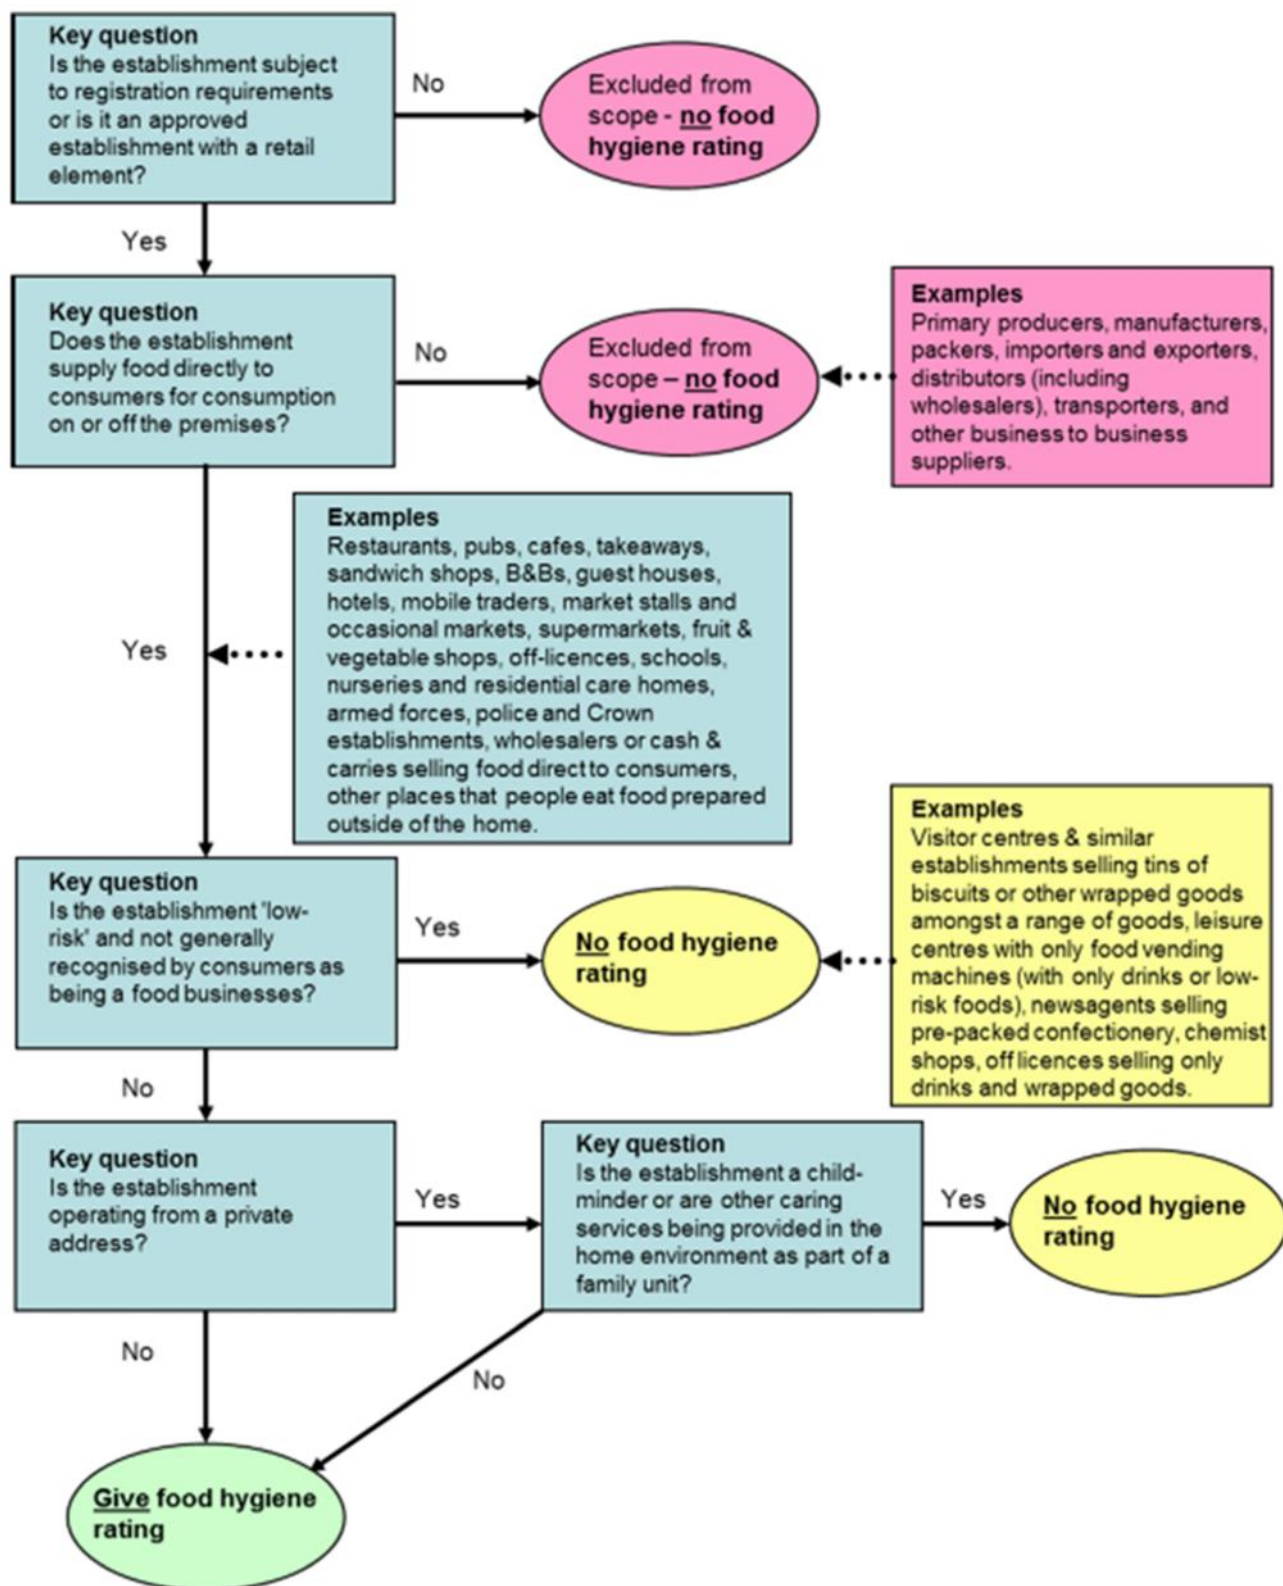 Key question
Is the establishment subject
to registration requirements
or is it an approved
establishment with a retail
element?
No
Excluded from
scope - no food
hygiene rating
Yes
Key question
Does the establishment
supply food directly to
consumers for consumption
on or off the premises?
No
Excluded from
scope – no food
hygiene rating
Examples
Primary producers, manufacturers,
packers, importers and exporters,
distributors (including
wholesalers), transporters, and
other business to business
suppliers.
Yes
Examples
Restaurants, pubs, cafes, takeaways,
sandwich shops, B&Bs, guest houses,
hotels, mobile traders, market stalls and
occasional markets, supermarkets, fruit &
vegetable shops, off-licences, schools,
nurseries and residential care homes,
armed forces, police and Crown
establishments, wholesalers or cash &
carries selling food direct to consumers,
other places that people eat food prepared
outside of the home.
Key question
Is the establishment 'low-
risk' and not generally
recognised by consumers as
being a food businesses?
Yes
No food hygiene
rating
Examples
Visitor centres & similar
establishments selling tins of
biscuits or other wrapped goods
amongst a range of goods, leisure
centres with only food vending
machines (with only drinks or low-
risk foods), newsagents selling
pre-packed confectionery, chemist
shops, off licences selling only
drinks and wrapped goods.
No
Key question
Is the establishment
operating from a private
address?
Yes
Key question
Is the establishment a child-
minder or are other caring
services being provided in the
home environment as part of a
family unit?
Yes
No food hygiene
rating
No
No
Give food hygiene
rating